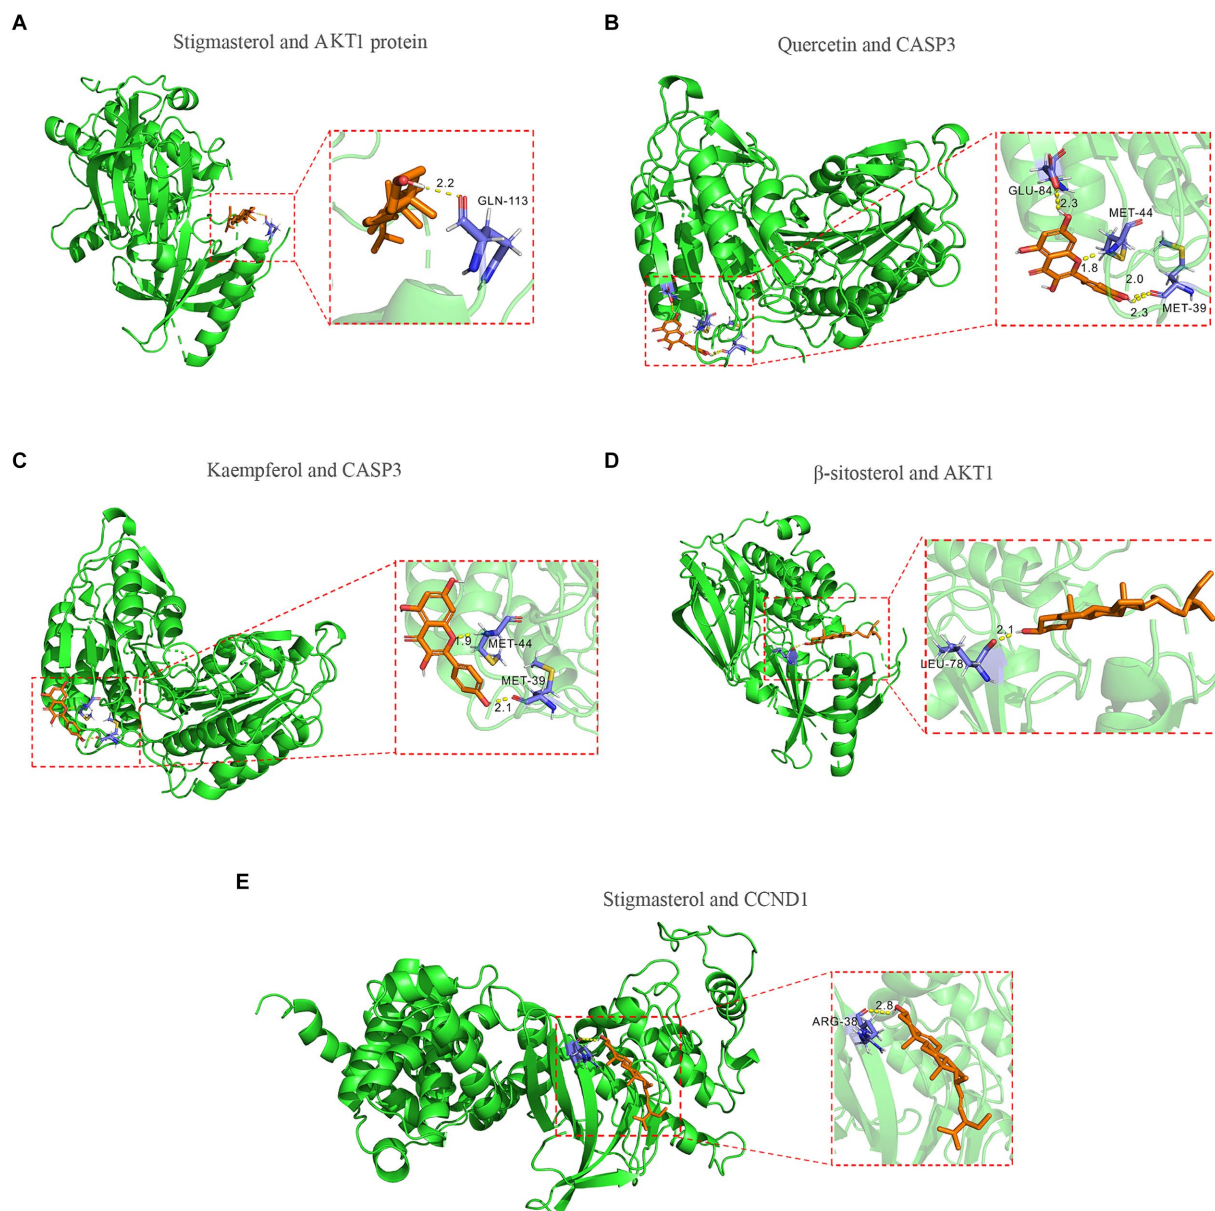 A
Stigmasterol and AKT1 protein
2.2
GLN-113
B
Quercetin and CASP3
GLU-84
2.3
MET-44
1.8
2.0
MET-39
2.3
C
Kaempferol and CASP3
1.9
MET-44
MET-39
2.1
D
β-sitosterol and AKT1
2.1
LEU-78
E
Stigmasterol and CCND1
2.8
ARG-38